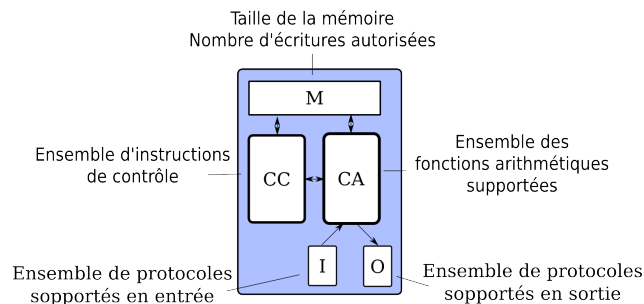 Taille de la mémoire
Nombre d'écritures autorisées
M
Ensemble d'instructions
de contrôle
CC
CA
Ensemble des
fonctions arithmétiques
supportées
I
O
Ensemble de protocoles
sopportés en entrée
Ensemble de protocoles
sopportés en sortie